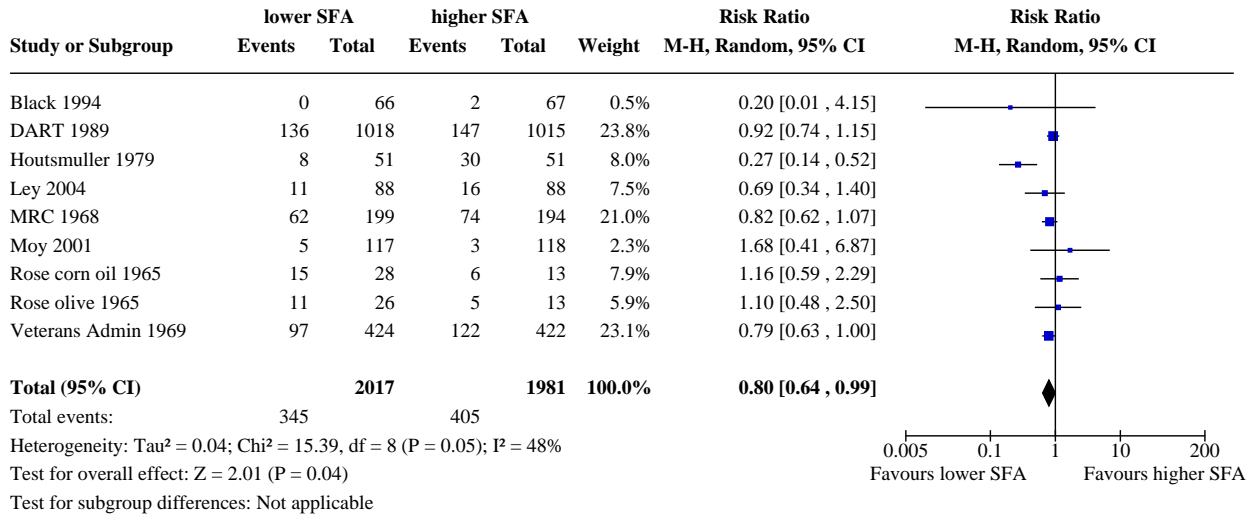 lower SFA higher SFA Risk Ratio Risk Ratio
Study or Subgroup Events Total Events Total Weight M-H, Random, 95% CI M-H, Random, 95% CI
Black 1994 0 66 2 67 0.5% 0.20 [0.01 , 4.15]
DART 1989 136 1018 147 1015 23.8% 0.92 [0.74 , 1.15]
Houtsmuller 1979 8 51 30 51 8.0% 0.27 [0.14 , 0.52]
Ley 2004 11 88 16 88 7.5% 0.69 [0.34 , 1.40]
MRC 1968 62 199 74 194 21.0% 0.82 [0.62 , 1.07]
Moy 2001 5 117 3 118 2.3% 1.68 [0.41 , 6.87]
Rose corn oil 1965 15 28 6 13 7.9% 1.16 [0.59 , 2.29]
Rose olive 1965 11 26 5 13 5.9% 1.10 [0.48 , 2.50]
Veterans Admin 1969 97 424 122 422 23.1% 0.79 [0.63 , 1.00]
Total (95% CI) 2017 1981 100.0% 0.80 [0.64 , 0.99]
Total events: 345 405
Heterogeneity: Tau² = 0.04; Chi² = 15.39, df = 8 (P = 0.05); I² = 48%
0.005 0.1 1 10 200
Test for overall effect: Z = 2.01 (P = 0.04)
Favours lower SFA Favours higher SFA
Test for subgroup differences: Not applicable